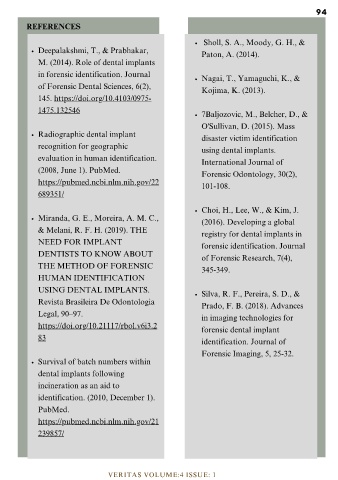 94
REFERENCES
• Deepalakshmi, T., & Prabhakar,
M. (2014). Role of dental implants
in forensic identification. Journal
of Forensic Dental Sciences, 6(2),
145. https://doi.org/10.4103/0975-
1475.132546
• Radiographic dental implant
recognition for geographic
evaluation in human identification.
(2008, June 1). PubMed.
https://pubmed.ncbi.nlm.nih.gov/22
689351/
• Miranda, G. E., Moreira, A. M. C.,
& Melani, R. F. H. (2019). THE
NEED FOR IMPLANT
DENTISTS TO KNOW ABOUT
THE METHOD OF FORENSIC
HUMAN IDENTIFICATION
USING DENTAL IMPLANTS.
Revista Brasileira De Odontologia
Legal, 90–97.
https://doi.org/10.21117/rbol.v6i3.2
83
• Survival of batch numbers within
dental implants following
incineration as an aid to
identification. (2010, December 1).
PubMed.
https://pubmed.ncbi.nlm.nih.gov/21
239857/
• Sholl, S. A., Moody, G. H., &
Paton, A. (2014).
• Nagai, T., Yamaguchi, K., &
Kojima, K. (2013).
• 7Baljozovic, M., Belcher, D., &
O'Sullivan, D. (2015). Mass
disaster victim identification
using dental implants.
International Journal of
Forensic Odontology, 30(2),
101-108.
• Choi, H., Lee, W., & Kim, J.
(2016). Developing a global
registry for dental implants in
forensic identification. Journal
of Forensic Research, 7(4),
345-349.
• Silva, R. F., Pereira, S. D., &
Prado, F. B. (2018). Advances
in imaging technologies for
forensic dental implant
identification. Journal of
Forensic Imaging, 5, 25-32.
VERITAS VOLUME:4 ISSUE: 1